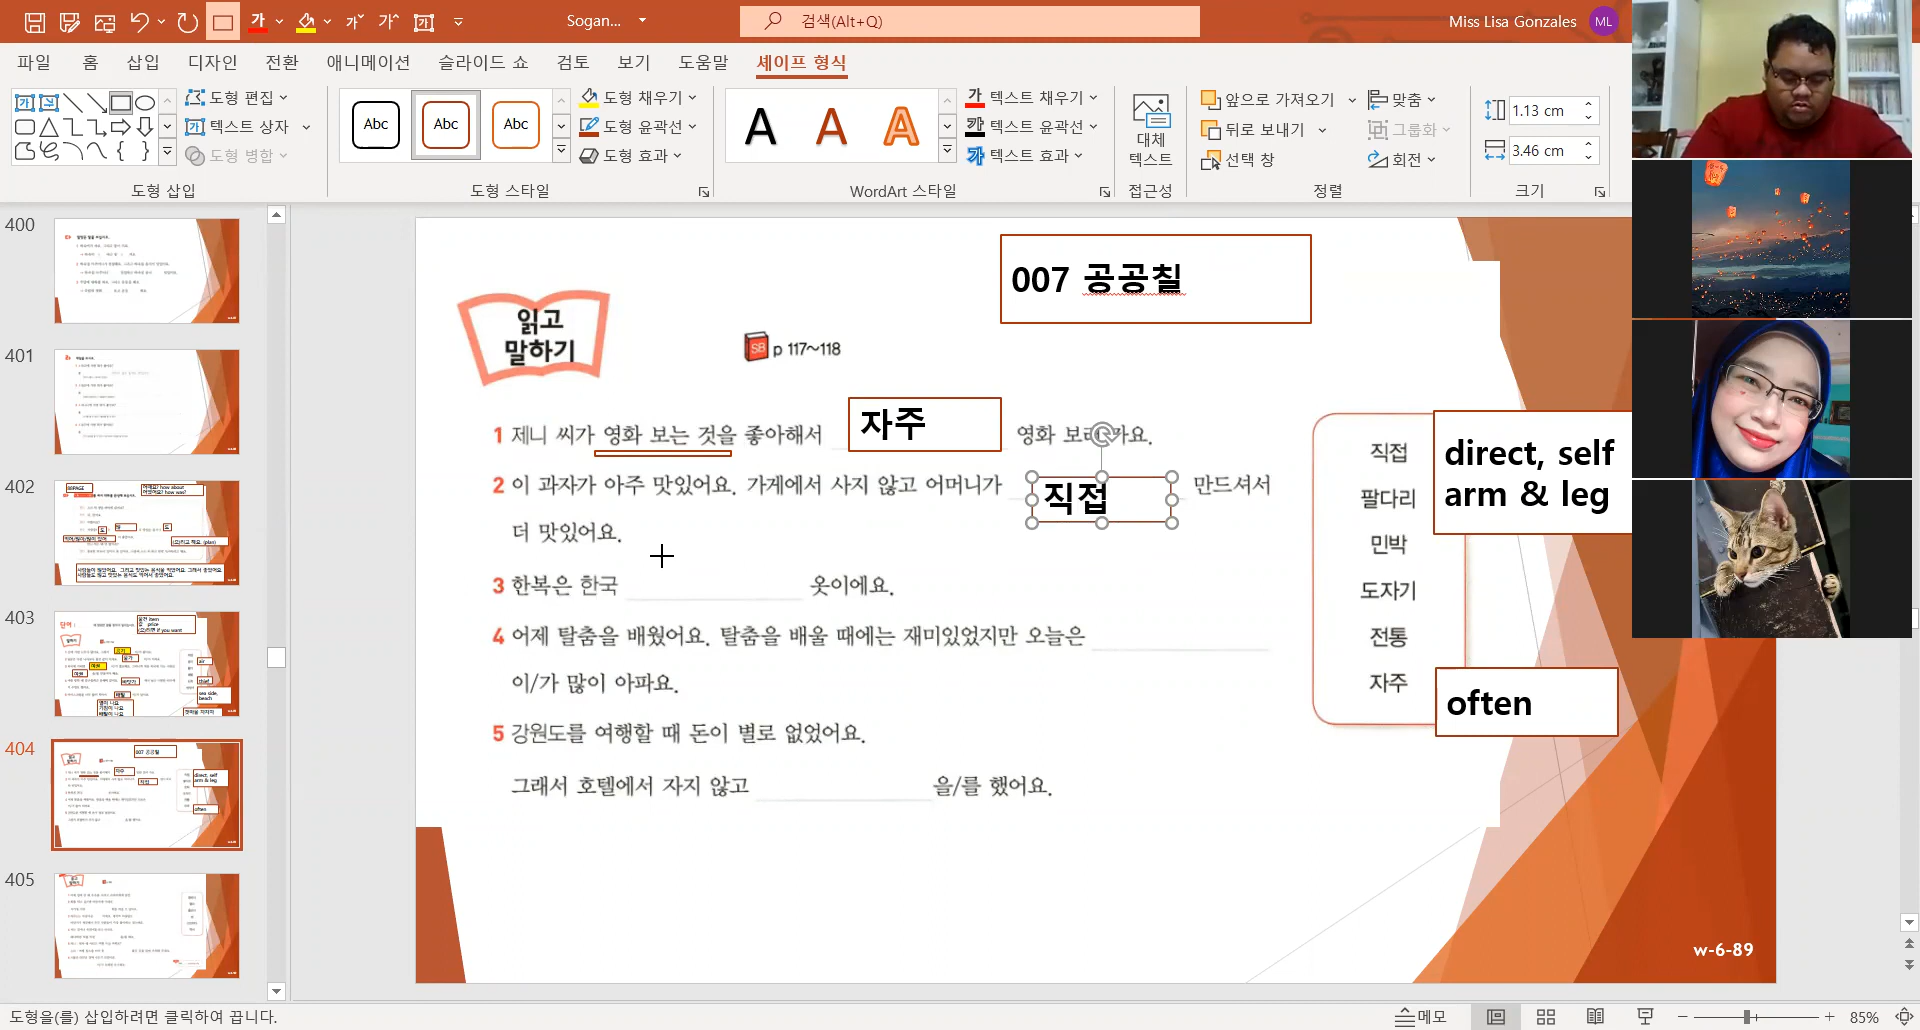 Sogan...
검색(Alt+Q)
Miss Lisa Gonzales
ML
파일 홈 삽입 디자인 전환 애니메이션 슬라이드 쇼 검토 보기 도움말 셰이프 형식
도형 편집
텍스트 상자
도형 병합
도형 삽입
Abc Abc Abc
도형 채우기
도형 윤곽선
도형 효과
도형 스타일
A A A
텍스트 채우기
텍스트 윤곽선
텍스트 효과
WordArt 스타일
대체
텍스트
접근성
앞으로 가져오기
뒤로 보내기
선택 창
맞춤
그룹화
회전
정렬
1.13 cm
3.46 cm
크기
400
401
402
403
404
405
007 공공칠
읽고
말하기
SB p 117~118
1 제니 씨가 영화 보는 것을 좋아해서 자주 영화 보러 가요.
2 이 과자가 아주 맛있어요. 가게에서 사지 않고 어머니가 직접 만드셔서
더 맛있어요.
3 한복은 한국 옷이에요.
4 어제 탈춤을 배웠어요. 탈춤을 배울 때에는 재미있었지만 오늘은
이/가 많이 아파요.
5 강원도를 여행할 때 돈이 별로 없었어요.
그래서 호텔에서 자지 않고 을/를 했어요.
직접
팔다리
민박
도자기
전통
자주
direct, self
arm & leg
often
w-6-89
도형을(를) 삽입하려면 클릭하여 끕니다.
메모
85%